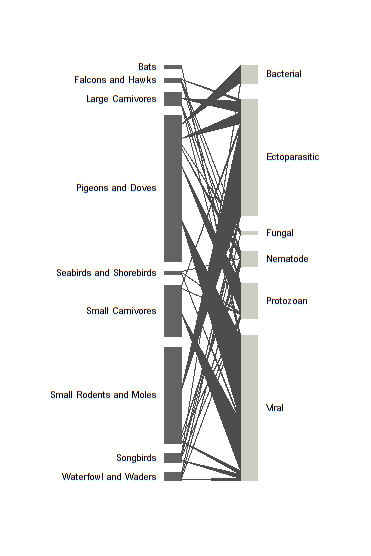 Bats
Falcons and Hawks
Large Carnivores
Pigeons and Doves
Seabirds and Shorebirds
Small Carnivores
Small Rodents and Moles
Songbirds
Waterfowl and Waders
Bacterial
Ectoparasitic
Fungal
Nematode
Protozoan
Viral